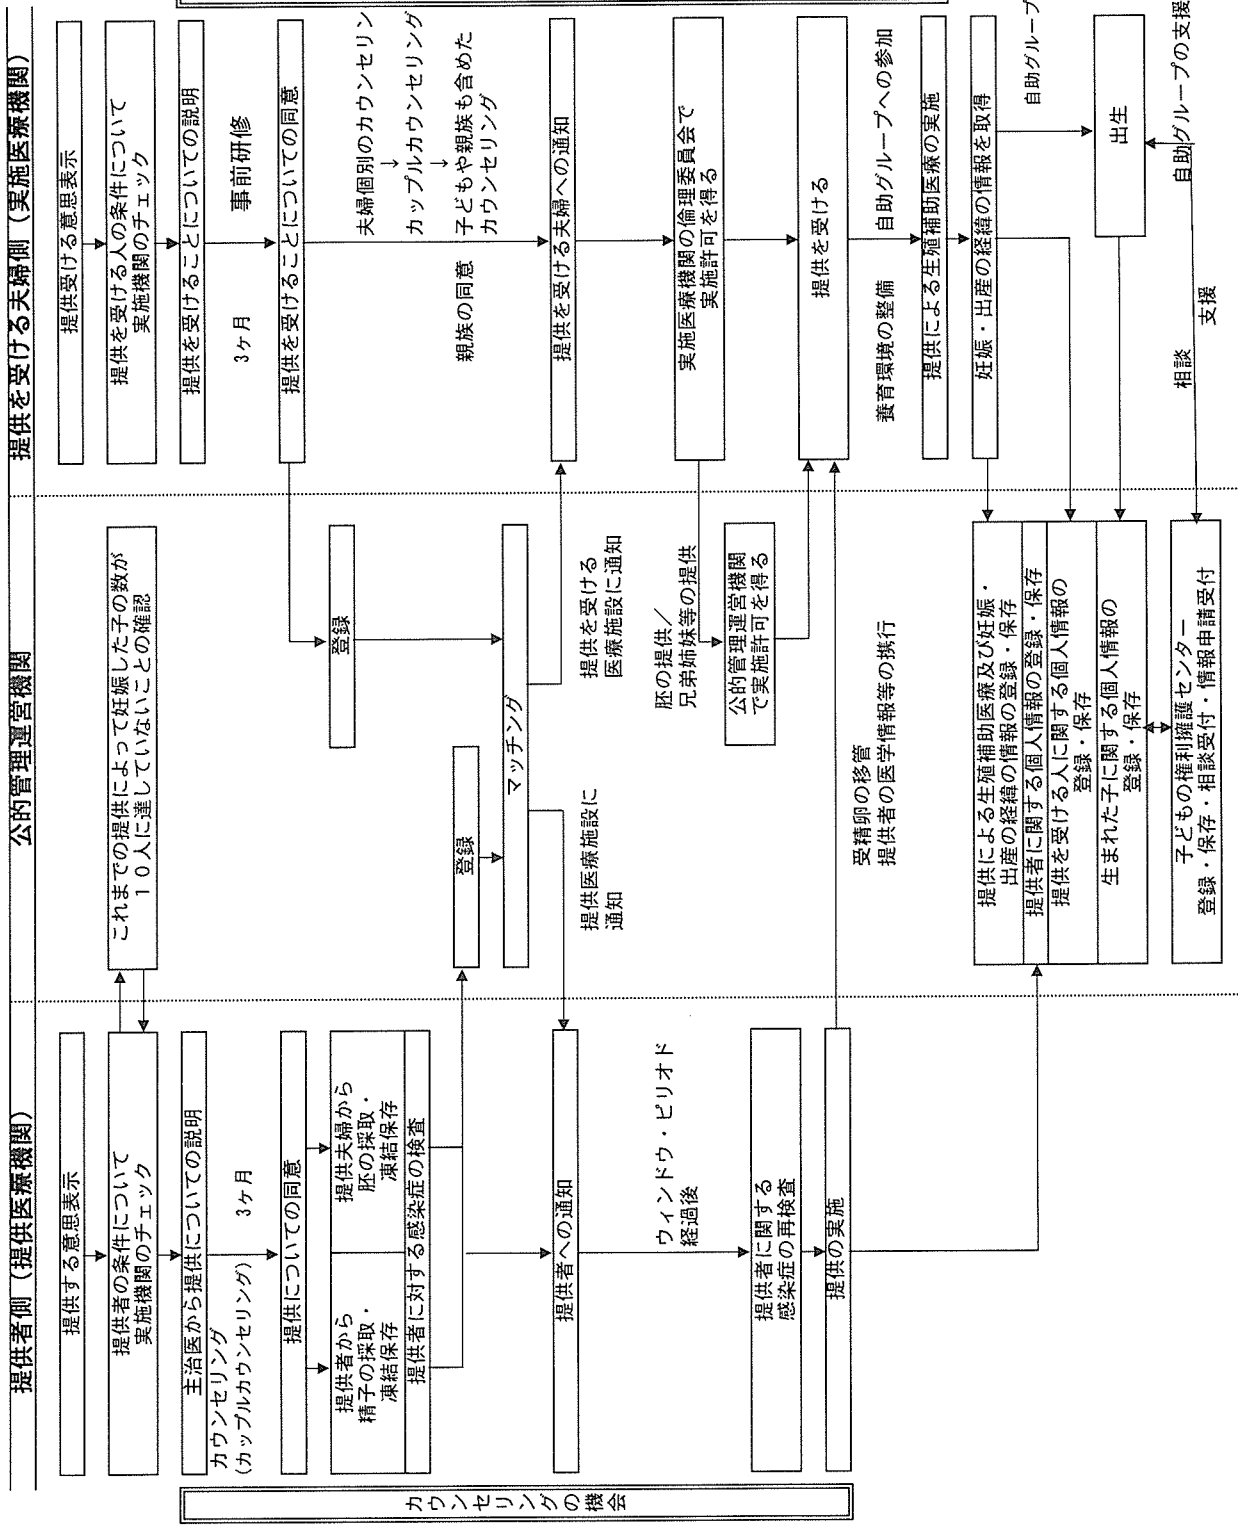 提供者側（提供医療機関）
提供する意思表示
提供者の条件について
実施機関のチェック
主治医から提供についての説明
カウンセリング
(カップルカウンセリング)
3ヶ月
提供についての同意
提供者から
精子の採取・
凍結保存
提供夫婦から
胚の採取・
凍結保存
提供者に対する感染症の検査
提供者への通知
ウィンドウ・ピリオド
経過後
提供者に関する
感染症の再検査
提供の実施
カウンセリングの機会
公的管理運営機関
これまでの提供によって妊娠した子の数が
１０人に達していないことの確認
登録
登録
マッチング
提供医療施設に
通知
提供を受ける
医療施設に通知
胚の提供／
兄弟姉妹等の提供
公的管理運営機関
で実施許可を得る
受精卵の移管
提供者の医学情報等の携行
提供による生殖補助医療及び妊娠・
出産の経緯の情報の登録・保存
提供者に関する個人情報の登録・保存
提供を受ける人に関する個人情報の
登録・保存
生まれた子に関する個人情報の
登録・保存
子どもの権利擁護センター
登録・保存・相談受付・情報申請受付
提供を受ける夫婦側（実施医療機関）
提供受ける意思表示
提供を受ける人の条件について
実施機関のチェック
提供を受けることについての説明
3ヶ月
事前研修
提供を受けることについての同意
夫婦個別のカウンセリン
↓
カップルカウンセリング
↓
子どもや親族も含めた
カウンセリング
親族の同意
提供を受ける夫婦への通知
実施医療機関の倫理委員会で
実施許可を得る
提供を受ける
養育環境の整備
自助グループへの参加
提供による生殖補助医療の実施
妊娠・出産の経緯の情報を取得
自助グループ
出生
自助グループの支援
相談
支援